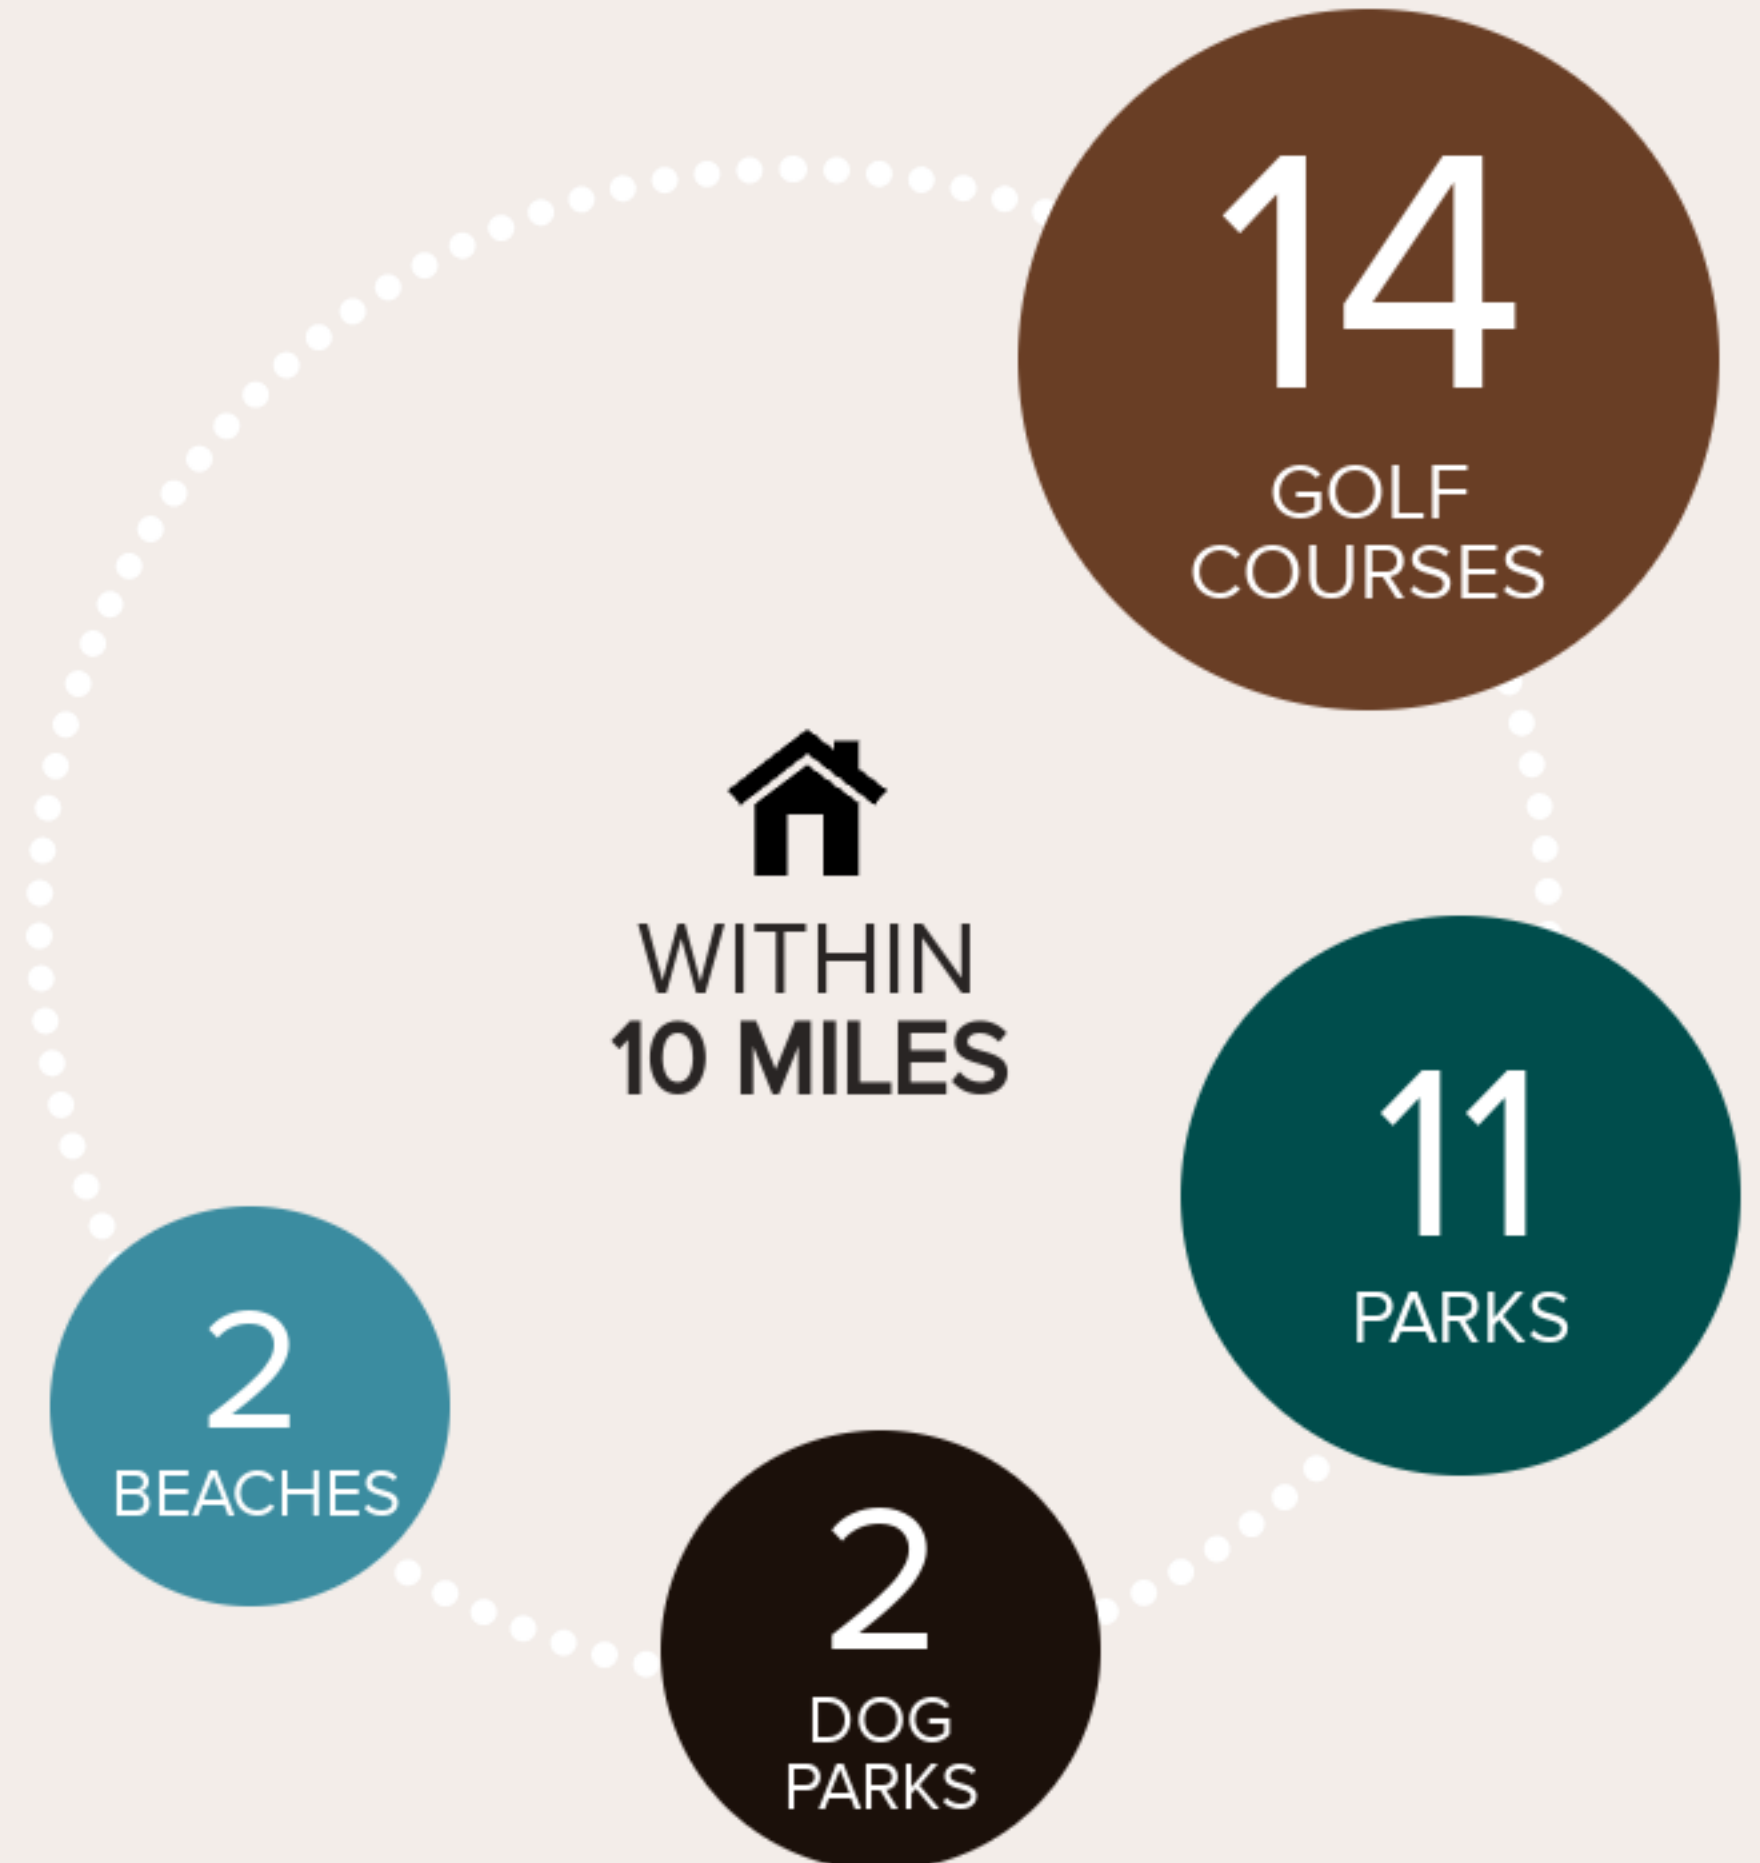 14
GOLF
COURSES
WITHIN
10 MILES
11
PARKS
2
BEACHES
2
DOG
PARKS